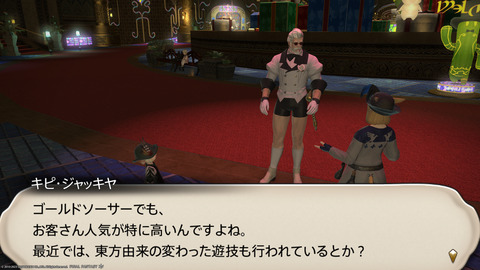 キピ・ジャッキヤ
ゴールドソーサーでも、
お客さん人気が特に高いんですよね。
最近では、東方由来の変わった遊技も行われているとか？